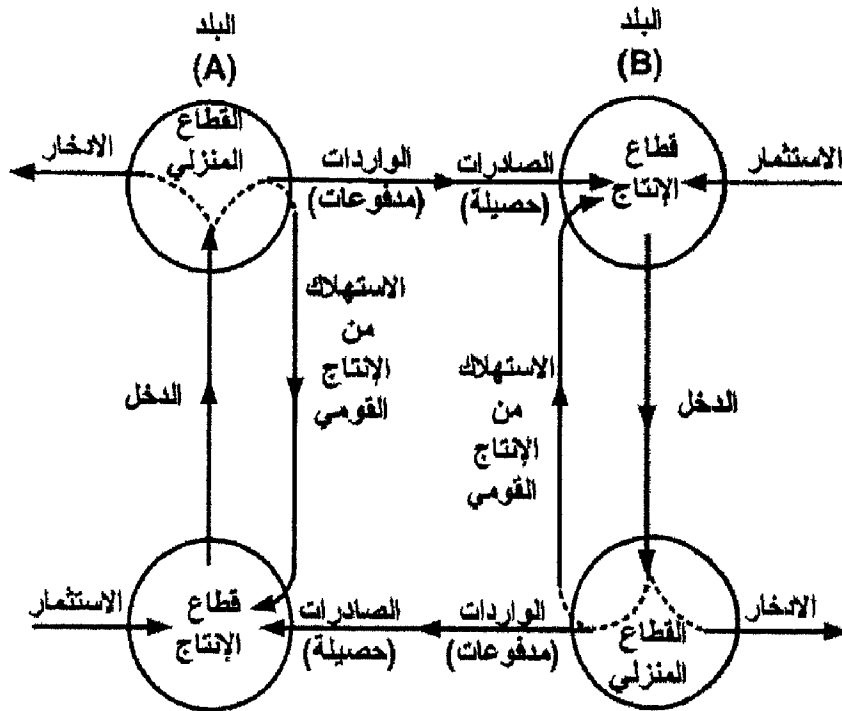 البلد
(A)
البلد
(B)
القطاع
المنزلي
الادخار
الواردات
(مدفوعات)
الصادرات
(حصيلة)
قطاع
الإنتاج
الاستثمار
الاستهلاك
من
الإنتاج
القومي
الدخل
الاستهلاك
من
الإنتاج
القومي
الدخل
الاستثمار
قطاع
الإنتاج
الصادرات
(حصيلة)
الواردات
(مدفوعات)
القطاع
المنزلي
الادخار